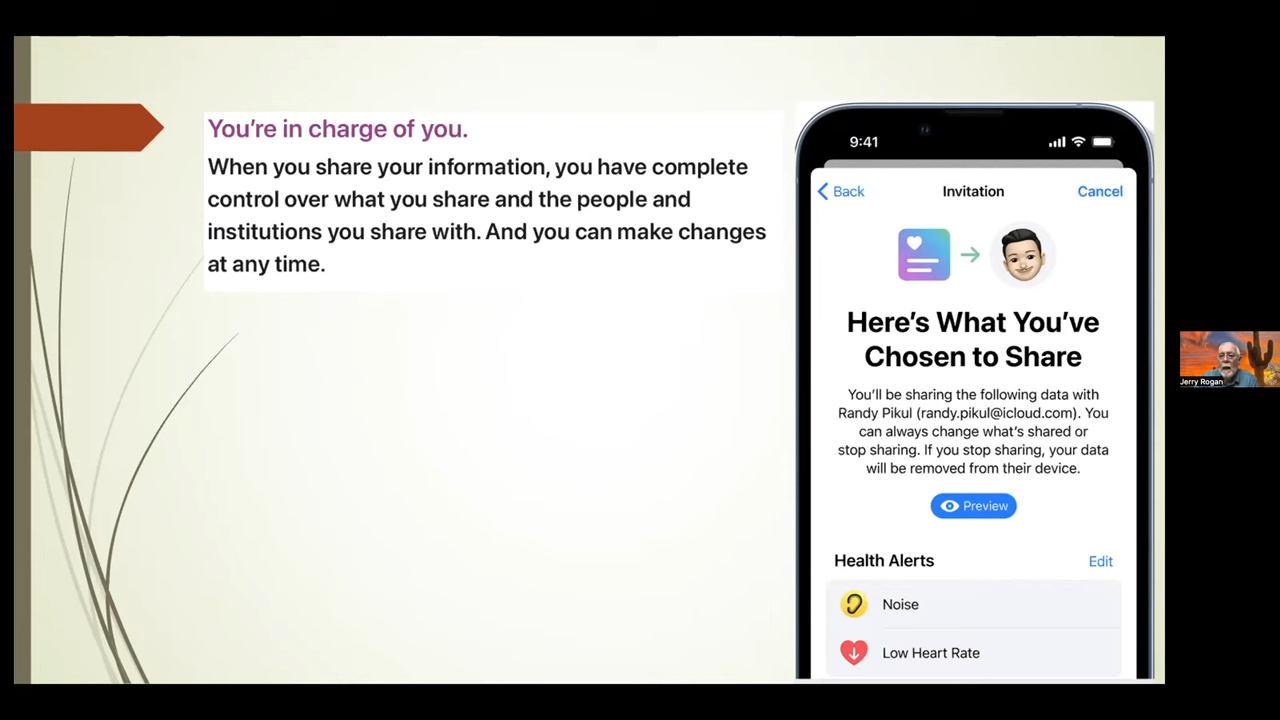 You're in charge of you.
When you share your information, you have complete
control over what you share and the people and
institutions you share with. And you can make changes
at any time.
9:41
Back
Invitation
Cancel
Here's What You've
Chosen to Share
You'll be sharing the following data with
Randy Pikul (randy.pikul@icloud.com). You
can always change what's shared or
stop sharing. If you stop sharing, your data
will be removed from their device.
Preview
Health Alerts
Edit
Noise
Low Heart Rate
Jerry Rogan